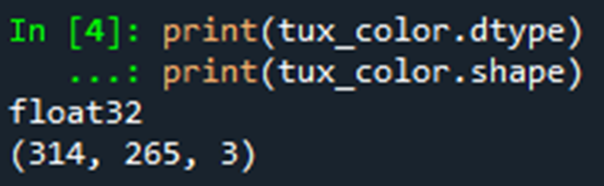 In [4]: print(tux_color.dtype)
...: print(tux_color.shape)
float32
(314, 265, 3)